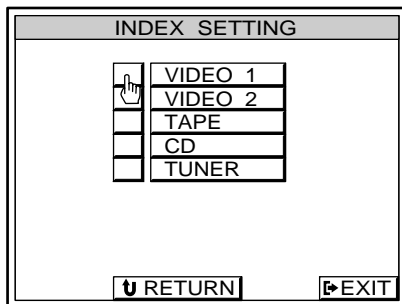 INDEX SETTING
VIDEO 1
VIDEO 2
TAPE
CD
TUNER
RETURN EXIT